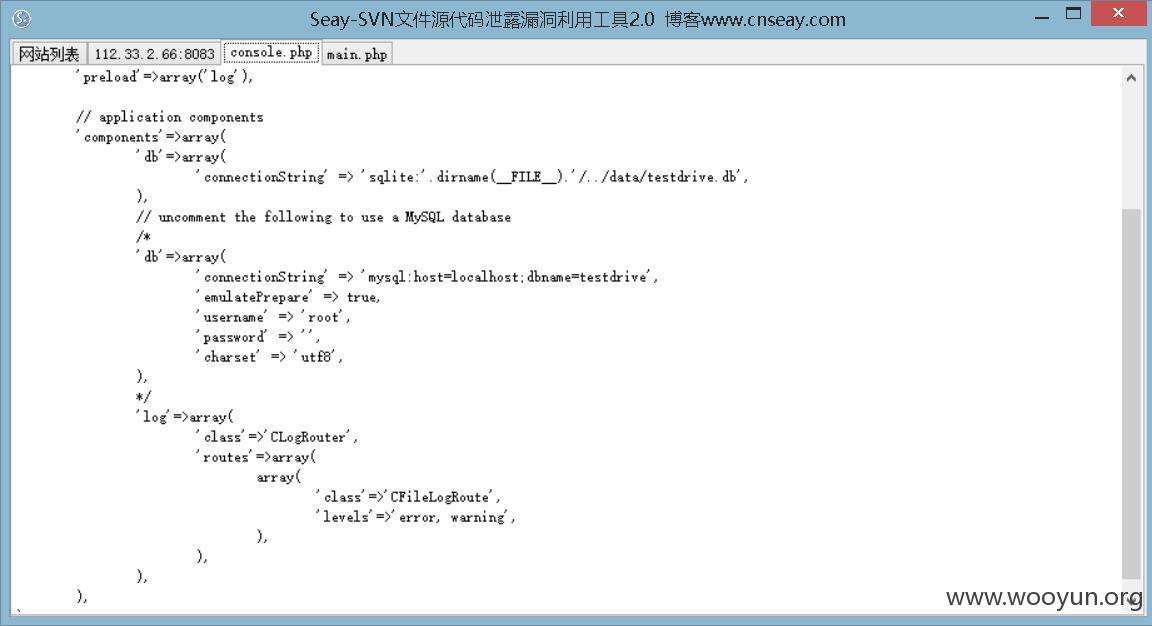 Seay-SVN文件源代码泄露漏洞利用工具2.0 博客www.cnseay.com
网站列表 112.33.2.66:8083 console.php main.php
'preload'=>array('log'),
// application components
'components'=>array(
'db'=>array(
'connectionString' => 'sqlite:'.dirname(__FILE__).'/../data/testdrive.db',
),
// uncomment the following to use a MySQL database
/*
'db'=>array(
'connectionString' => 'mysql:host=localhost;dbname=testdrive',
'emulatePrepare' => true,
'username' => 'root',
'password' => '',
'charset' => 'utf8',
),
*/
'log'=>array(
'class'=>'CLogRouter',
'routes'=>array(
array(
'class'=>'CFileLogRoute',
'levels'=>'error, warning',
),
),
),
),
www.wooyun.org